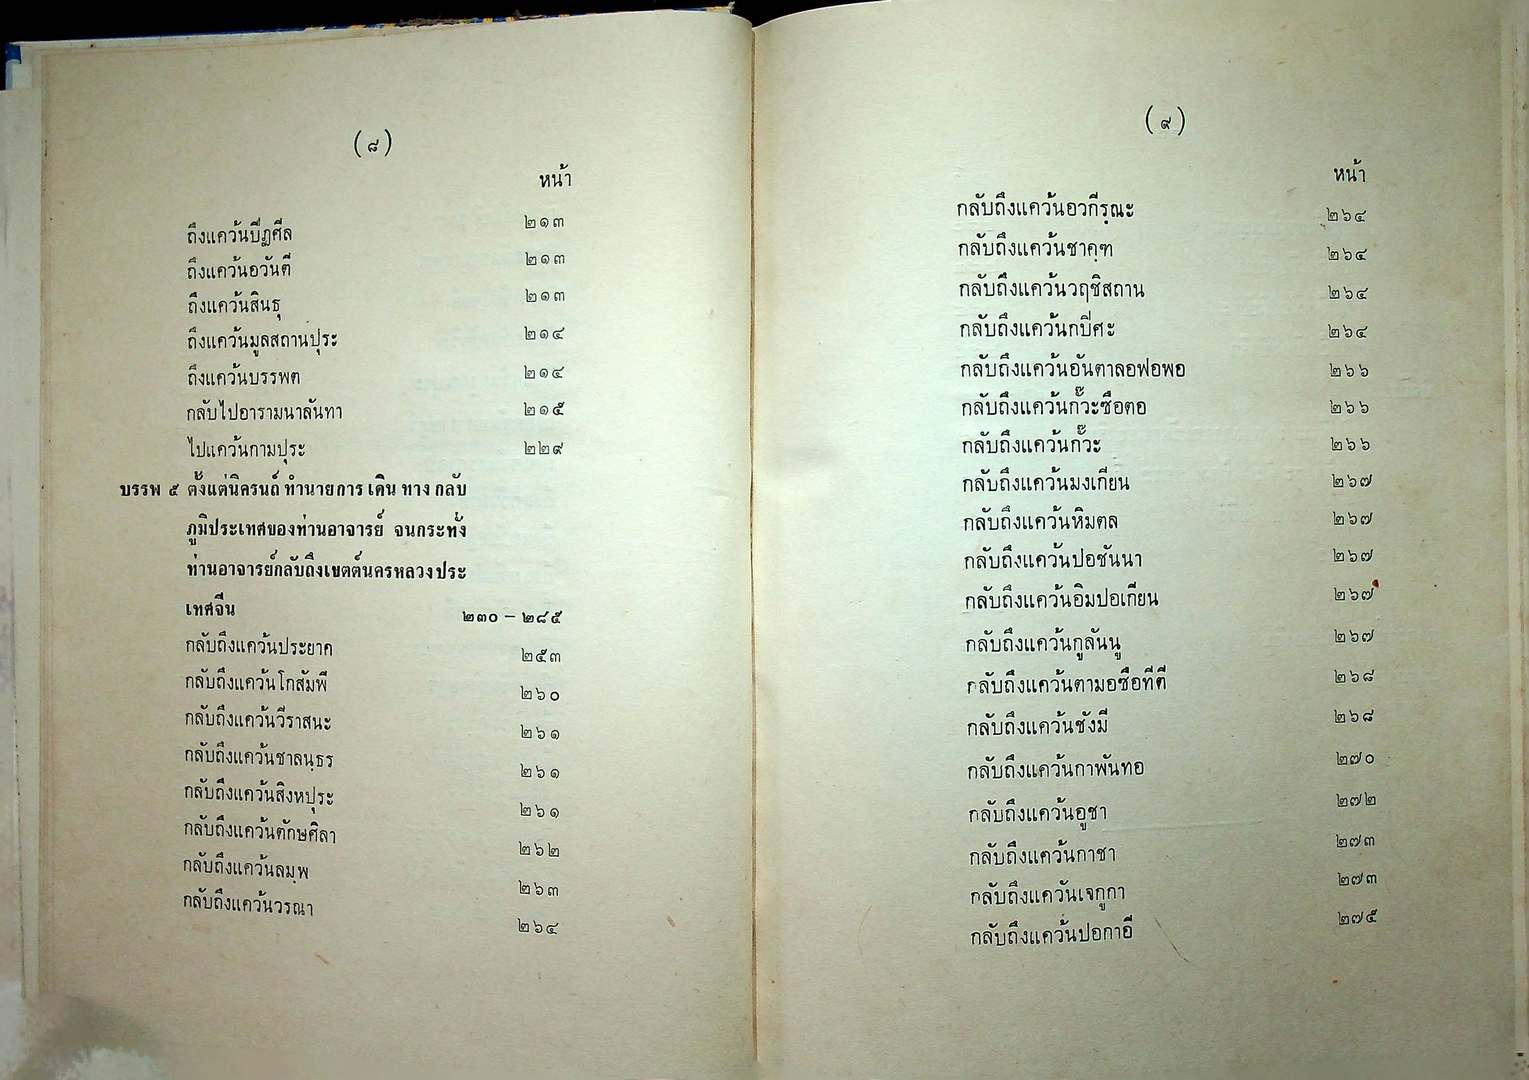 (๘)
หน้า
ถึงแคว้นบีฏศีล ๒๑๓
ถึงแคว้นอวันตี ๒๑๓
ถึงแคว้นสินธุ ๒๑๓
ถึงแคว้นมูลสถานปุระ ๒๑๔
ถึงแคว้นบรรพต ๒๑๔
กลับไปอารามนาลันทา ๒๑๕
ไปแคว้นกามปุระ ๒๒๙
บรรพ ๕ ตั้งแต่นิครนถ์ ทำนายการ เดิน ทาง กลับ
ภูมิประเทศของท่านอาจารย์ จนกระทั่ง
ท่านอาจารย์กลับถึงเขตต์นครหลวงประ
เทศจีน ๒๓๐ – ๒๘๕
กลับถึงแคว้นประยาค ๒๕๓
กลับถึงแคว้นโกสัมพี ๒๖๐
กลับถึงแคว้นวีราสนะ ๒๖๑
กลับถึงแคว้นชาลนฺธร ๒๖๑
กลับถึงแคว้นสิงหปุระ ๒๖๑
กลับถึงแคว้นตักษศิลา ๒๖๒
กลับถึงแคว้นลมฺพ ๒๖๓
กลับถึงแคว้นวรณา ๒๖๔
(๙)
หน้า
กลับถึงแคว้นอวกีรฺณะ ๒๖๔
กลับถึงแคว้นชาคุฑ ๒๖๔
กลับถึงแคว้นวฤชิสถาน ๒๖๔
กลับถึงแคว้นกบีศะ ๒๖๔
กลับถึงแคว้นอันตาลอฟอพอ ๒๖๖
กลับถึงแคว้นกั๊วะซือตอ ๒๖๖
กลับถึงแคว้นกั๊วะ ๒๖๖
กลับถึงแคว้นมงเกียน ๒๖๗
กลับถึงแคว้นหิมตล ๒๖๗
กลับถึงแคว้นปอชันนา ๒๖๗
กลับถึงแคว้นอิมปอเกียน ๒๖๗
กลับถึงแคว้นกูลันนู ๒๖๗
กลับถึงแคว้นตามอซือทีตี ๒๖๘
กลับถึงแคว้นชังมี ๒๖๘
กลับถึงแคว้นกาพันทอ ๒๗๐
กลับถึงแคว้นอูชา ๒๗๒
กลับถึงแคว้นกาชา ๒๗๓
กลับถึงแคว้นเจกูกา ๒๗๓
กลับถึงแคว้นปอกาอี ๒๗๕